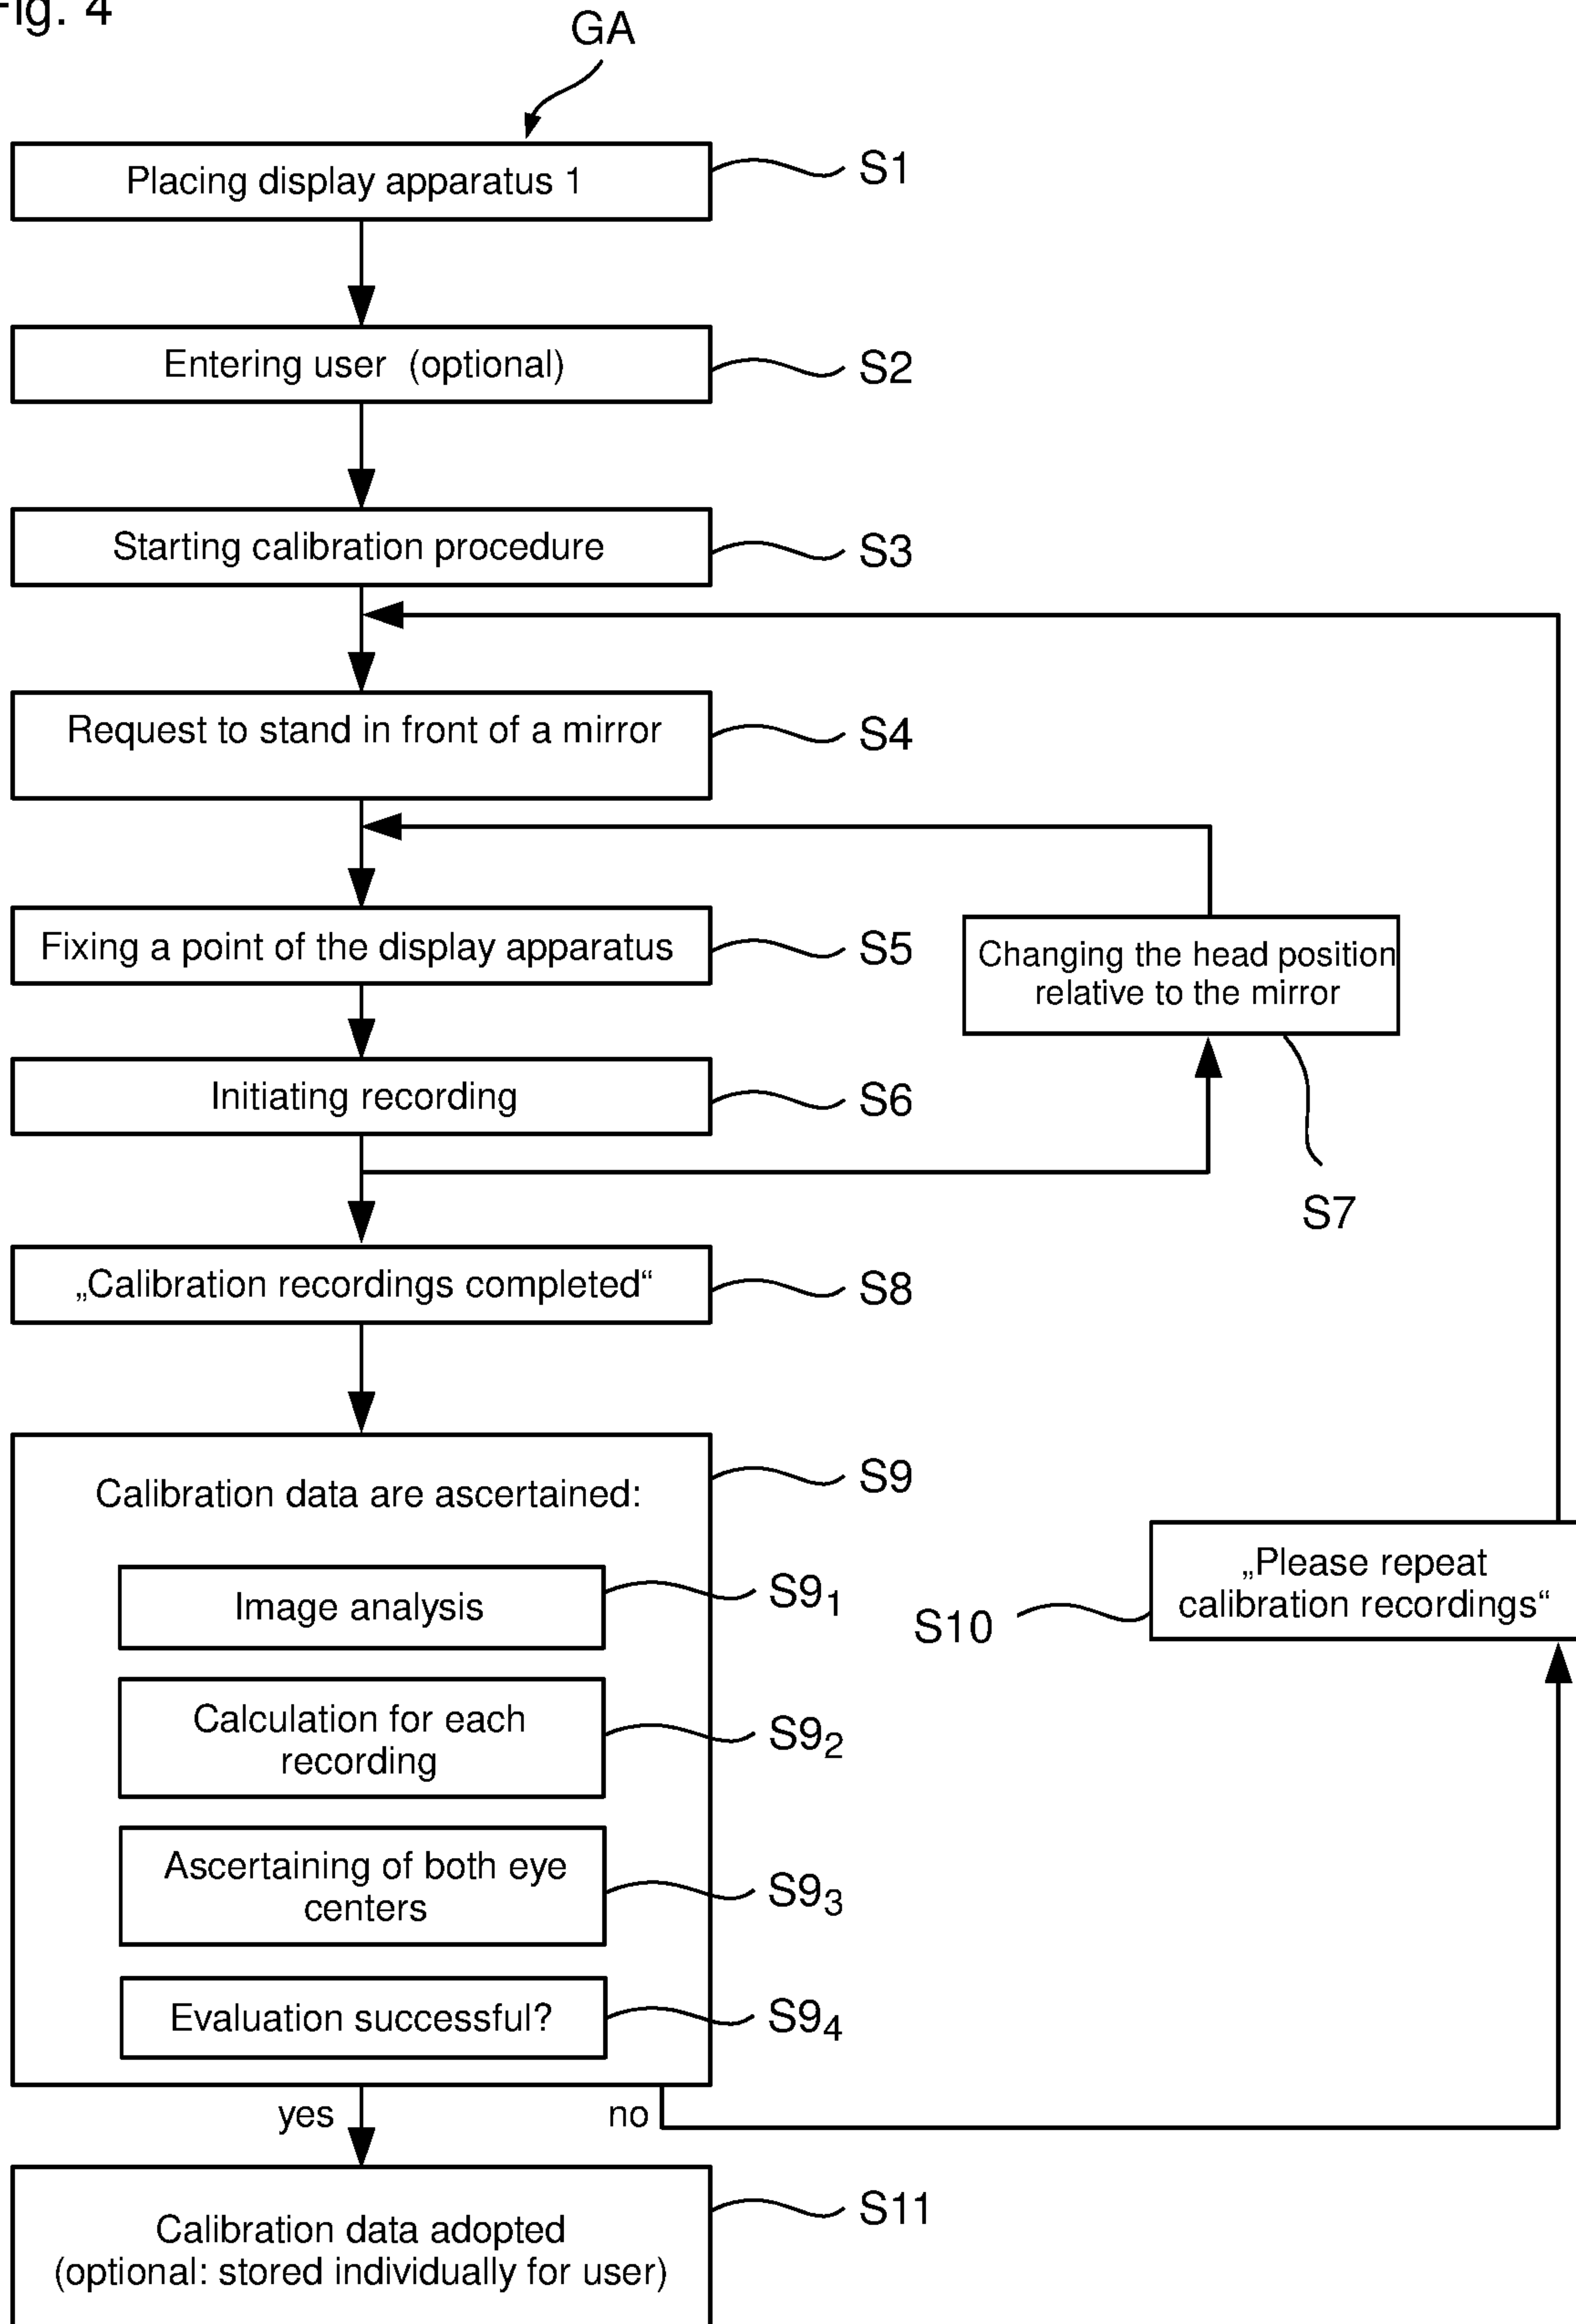 Fig. 4
GA
Placing display apparatus 1
S1
Entering user (optional)
S2
Starting calibration procedure
S3
Request to stand in front of a mirror
S4
Fixing a point of the display apparatus
S5
Changing the head position
relative to the mirror
Initiating recording
S6
S7
„Calibration recordings completed“
S8
Calibration data are ascertained:
S9
Image analysis
S91
„Please repeat
calibration recordings“
S10
Calculation for each
recording
S92
Ascertaining of both eye
centers
S93
Evaluation successful?
S94
yes
no
Calibration data adopted
(optional: stored individually for user)
S11